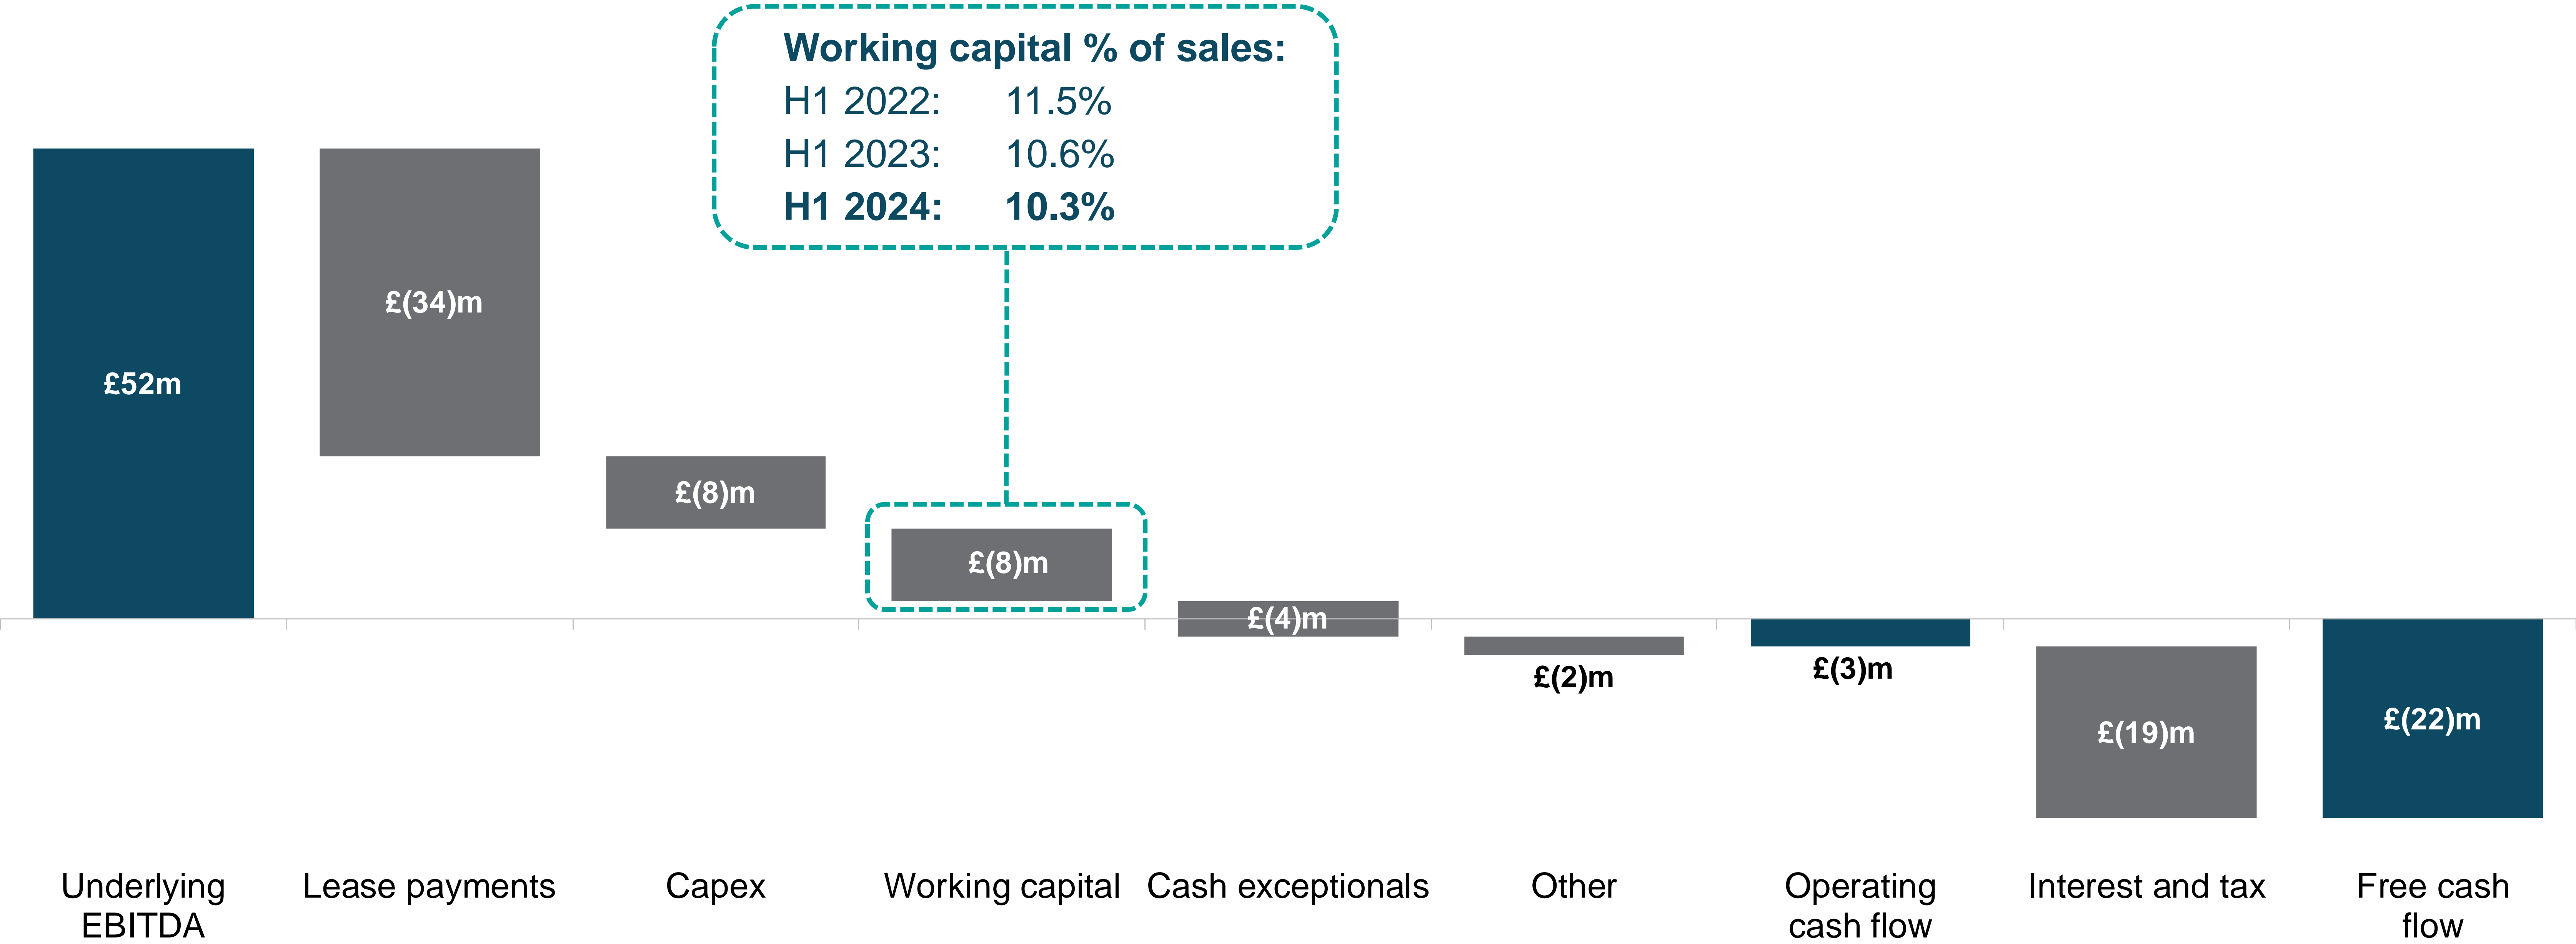 Working capital % of sales:
H1 2022: 11.5%
H1 2023: 10.6%
H1 2024: 10.3%
£52m
£(34)m
£(8)m
£(8)m
£(4)m
£(2)m
£(3)m
£(19)m
£(22)m
Underlying
EBITDA
Lease payments
Capex
Working capital
Cash exceptionals
Other
Operating
cash flow
Interest and tax
Free cash
flow